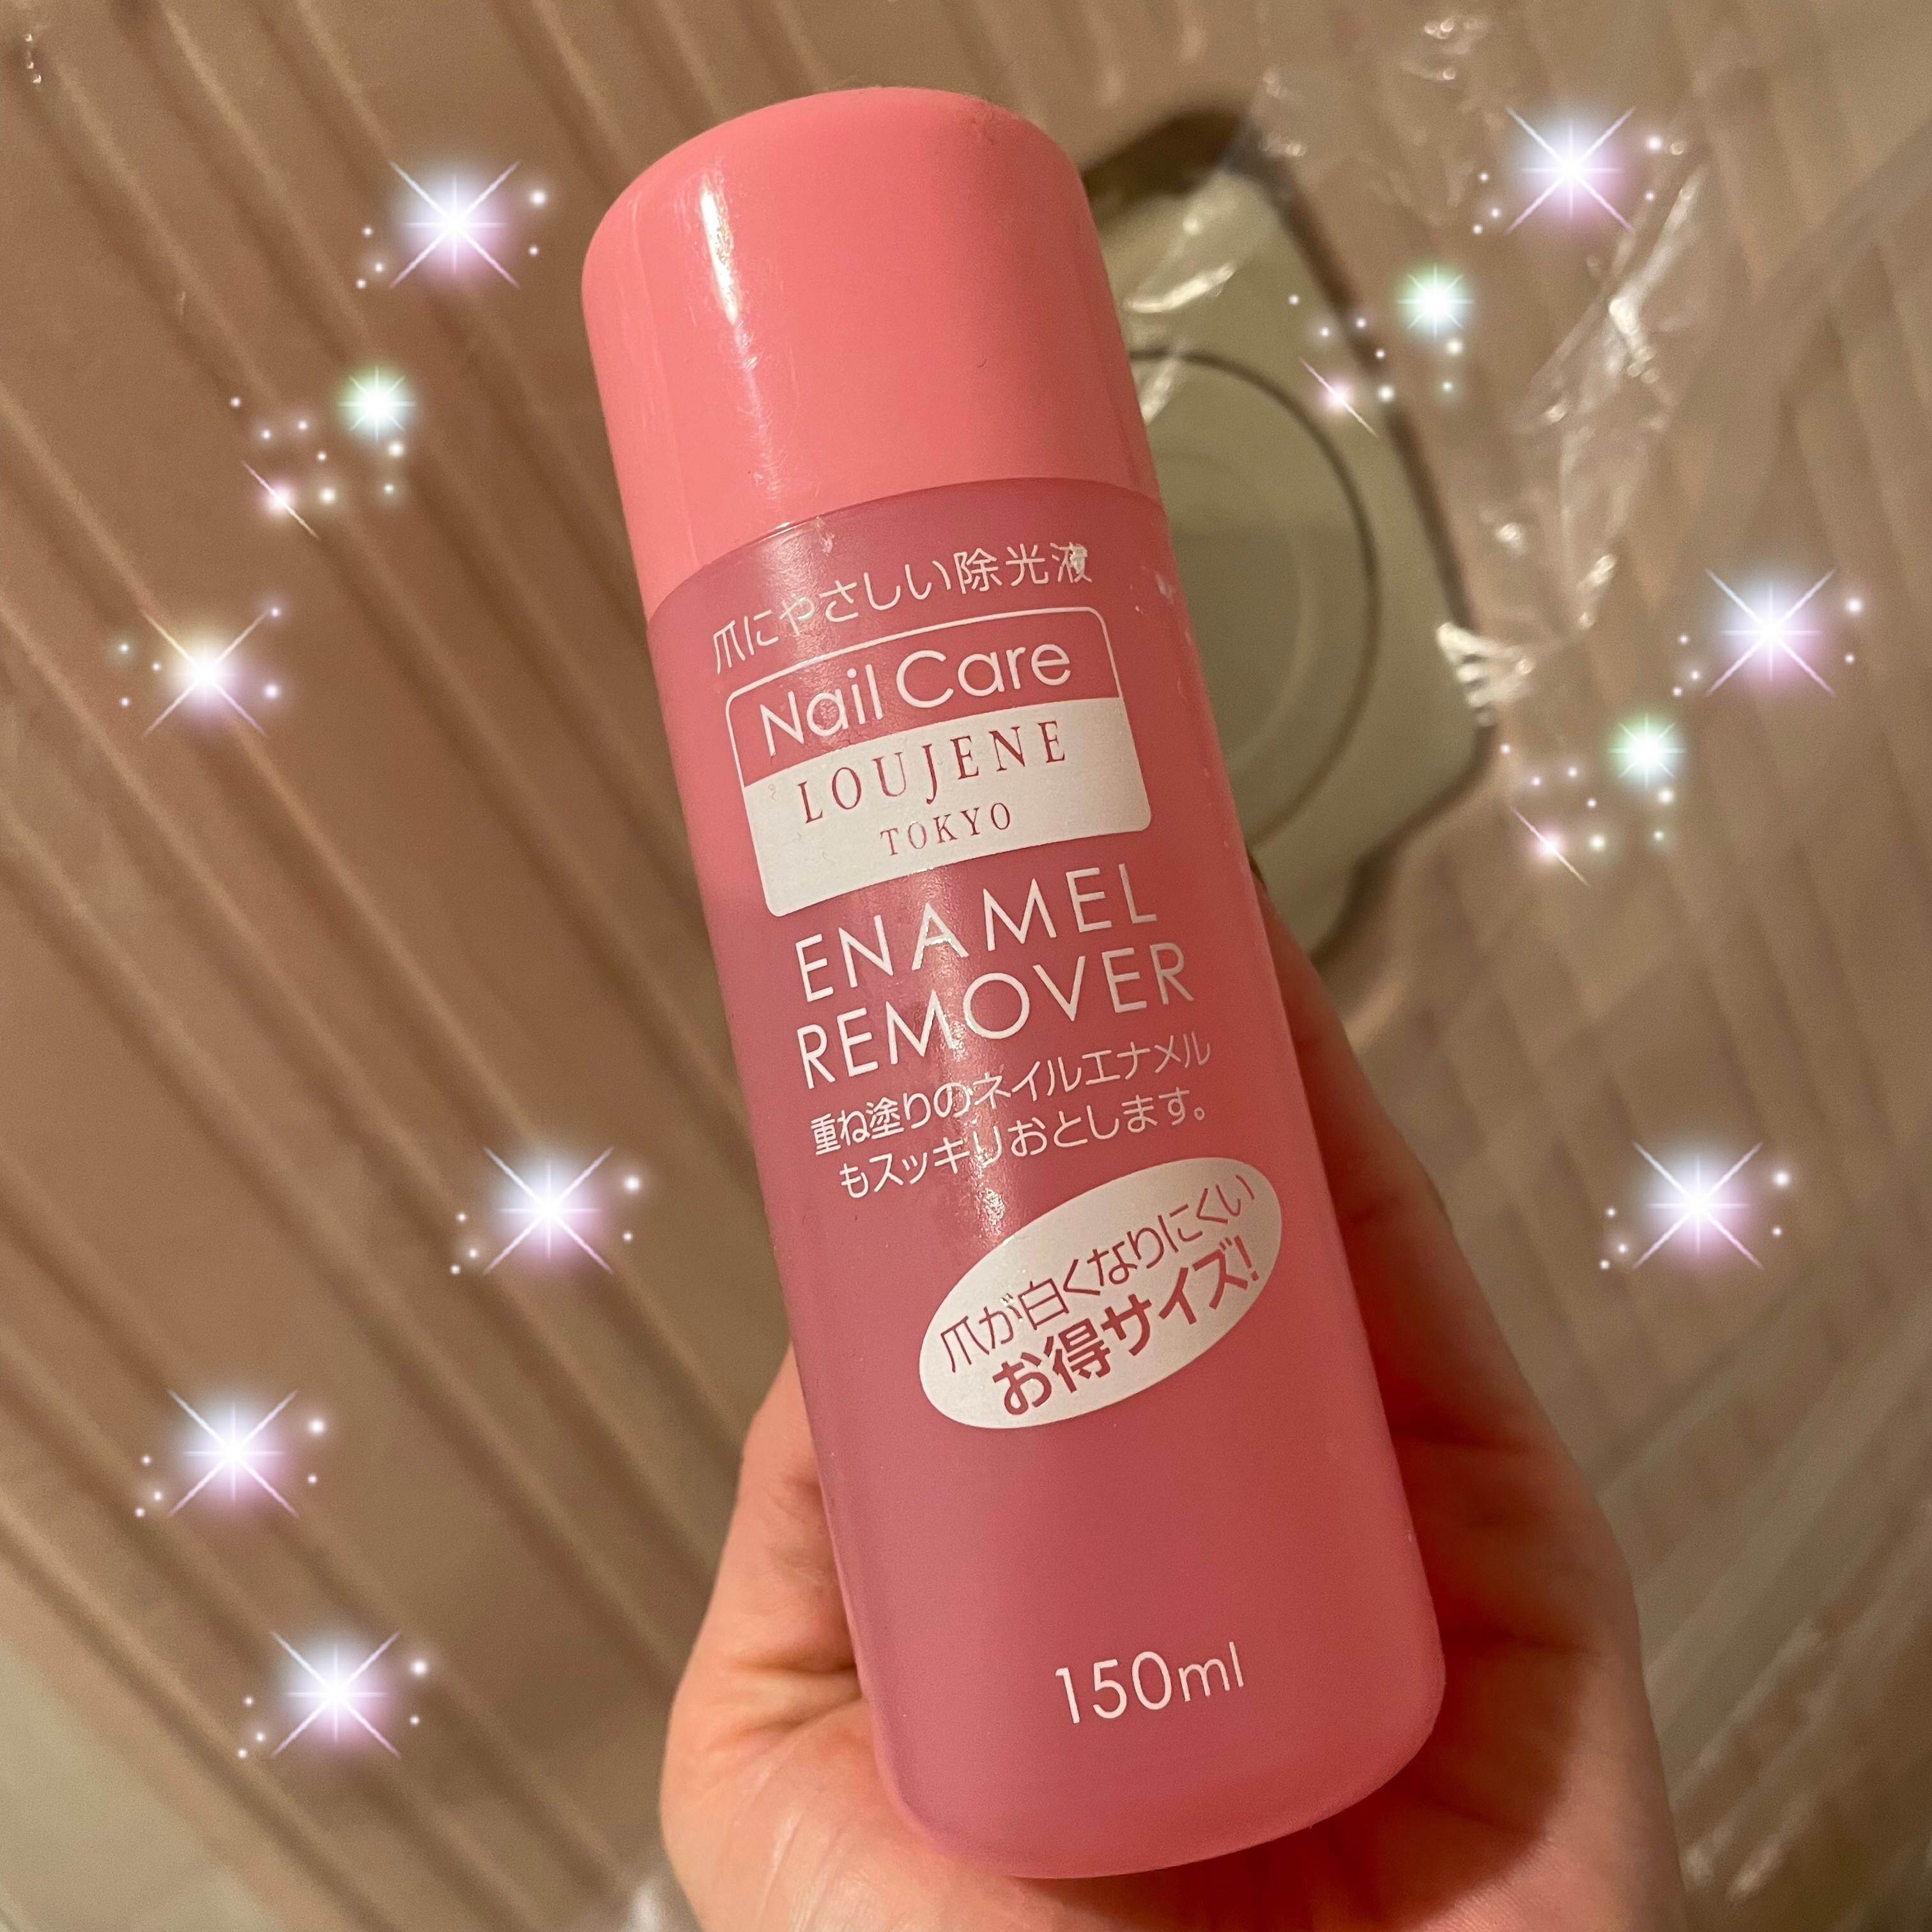 爪にやさしい除光液
Nail Care
LOUJENE
TOKYO
ENAMEL
REMOVER
重ね塗りのネイルエナメル
もスッキリおとします。
爪が白くなりにくい
お得サイズ!
150ml